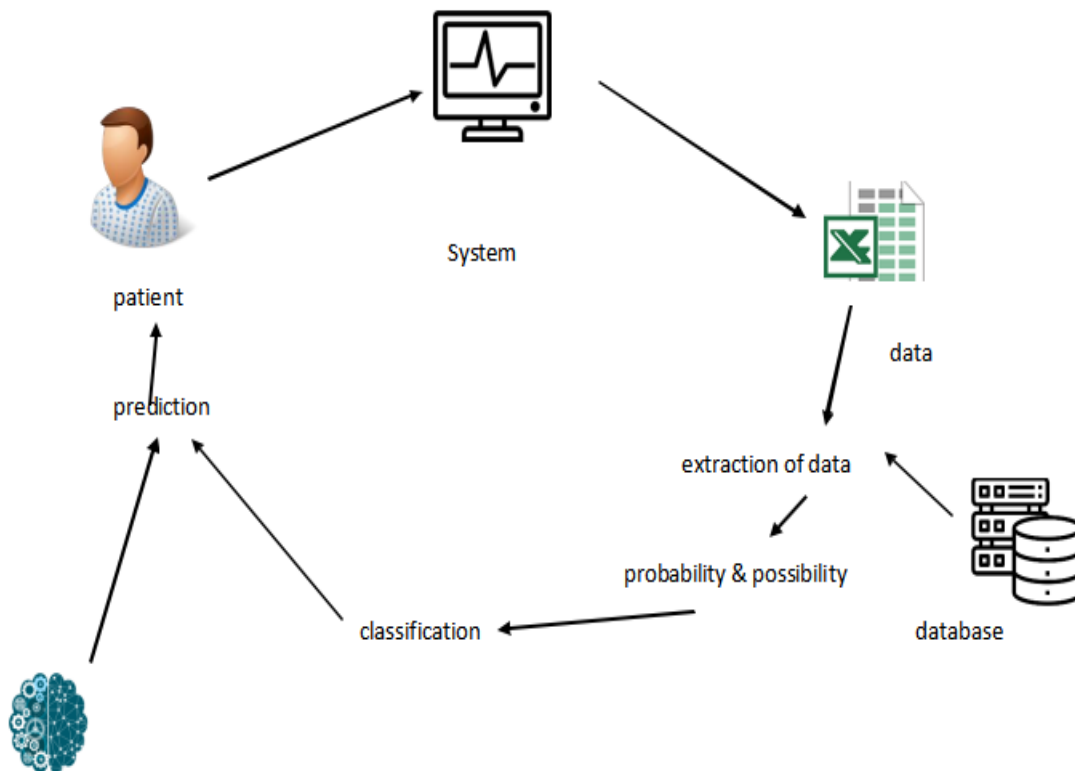 System
patient
data
prediction
extraction of data
probability & possibility
classification
database